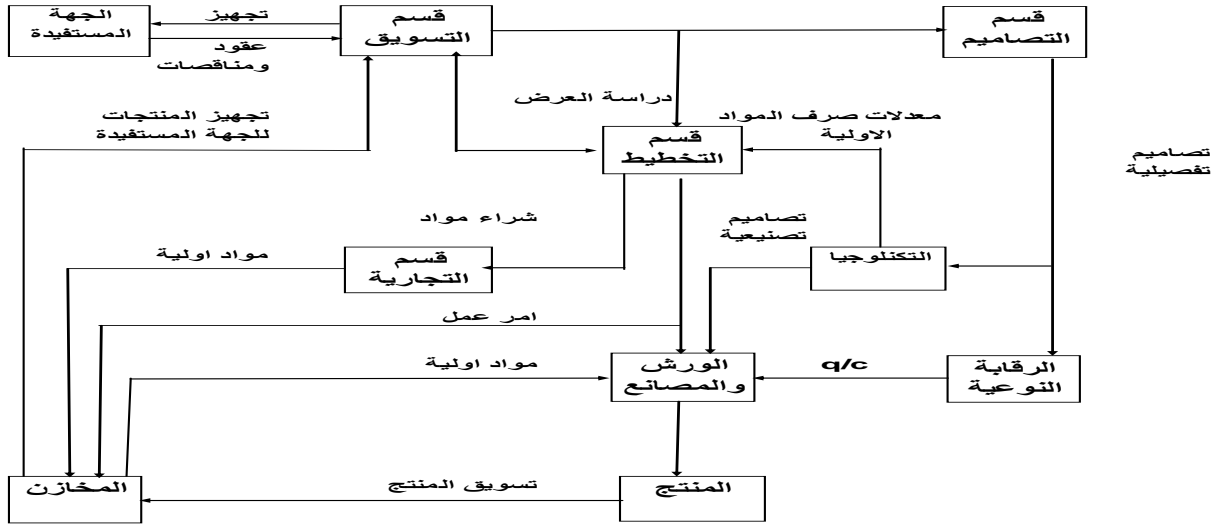 الجهة
المستفيدة
تجهيز
عقود
ومناقصات
قسم
التسويق
قسم
التصاميم
تجهيز المنتجات
للجهة المستفيدة
دراسة العرض
معدلات صرف المواد
الاولية
قسم
التخطيط
تصاميم
تفصيلية
شراء مواد
تصاميم
تصنيعية
مواد اولية
قسم
التجارية
التكنلوجيا
امر عمل
مواد اولية
الورش
والمصانع
q/c
الرقابة
النوعية
المخازن
تسويق المنتج
المنتج